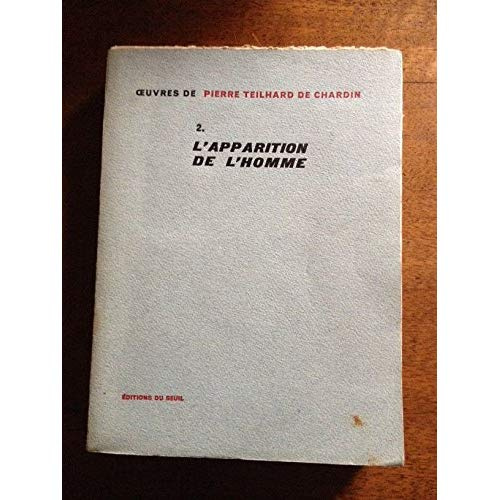 ŒUVRES DE PIERRE TEILHARD DE CHARDIN
2.
L'APPARITION
DE L'HOMME
ÉDITIONS DU SEUIL